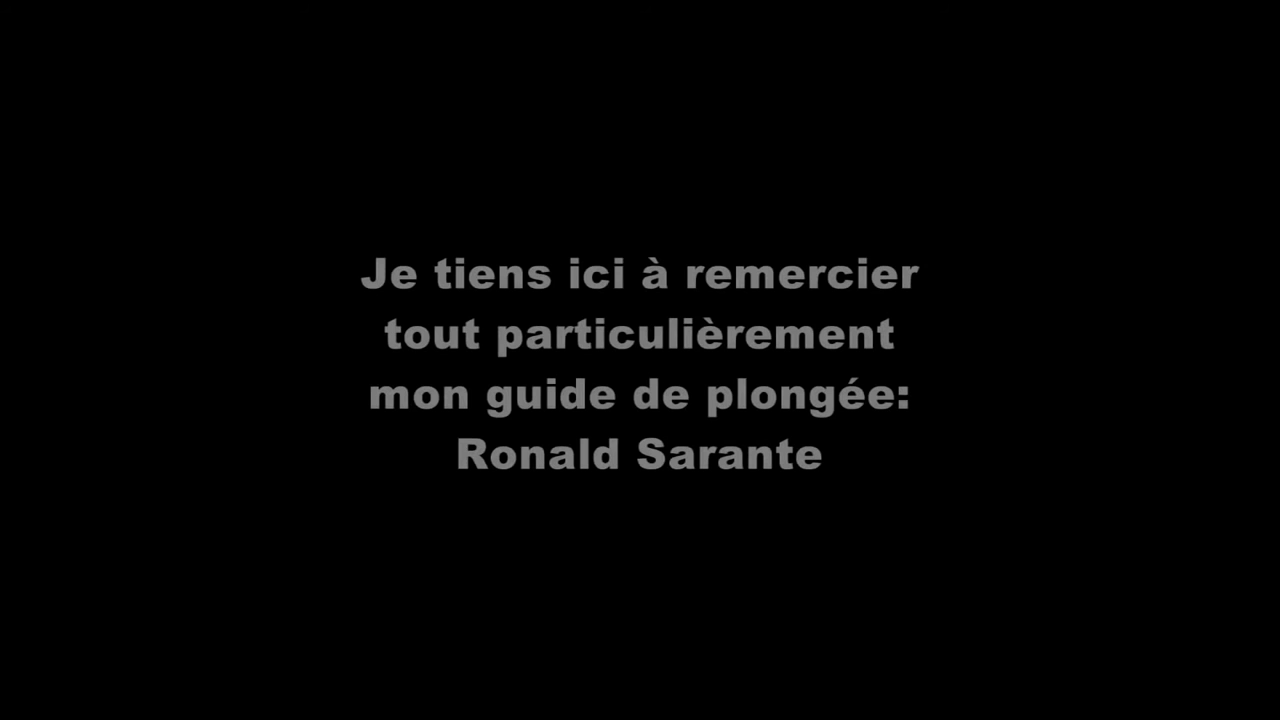 Je tiens ici à remercier
tout particulièrement
mon guide de plongée:
Ronald Sarante